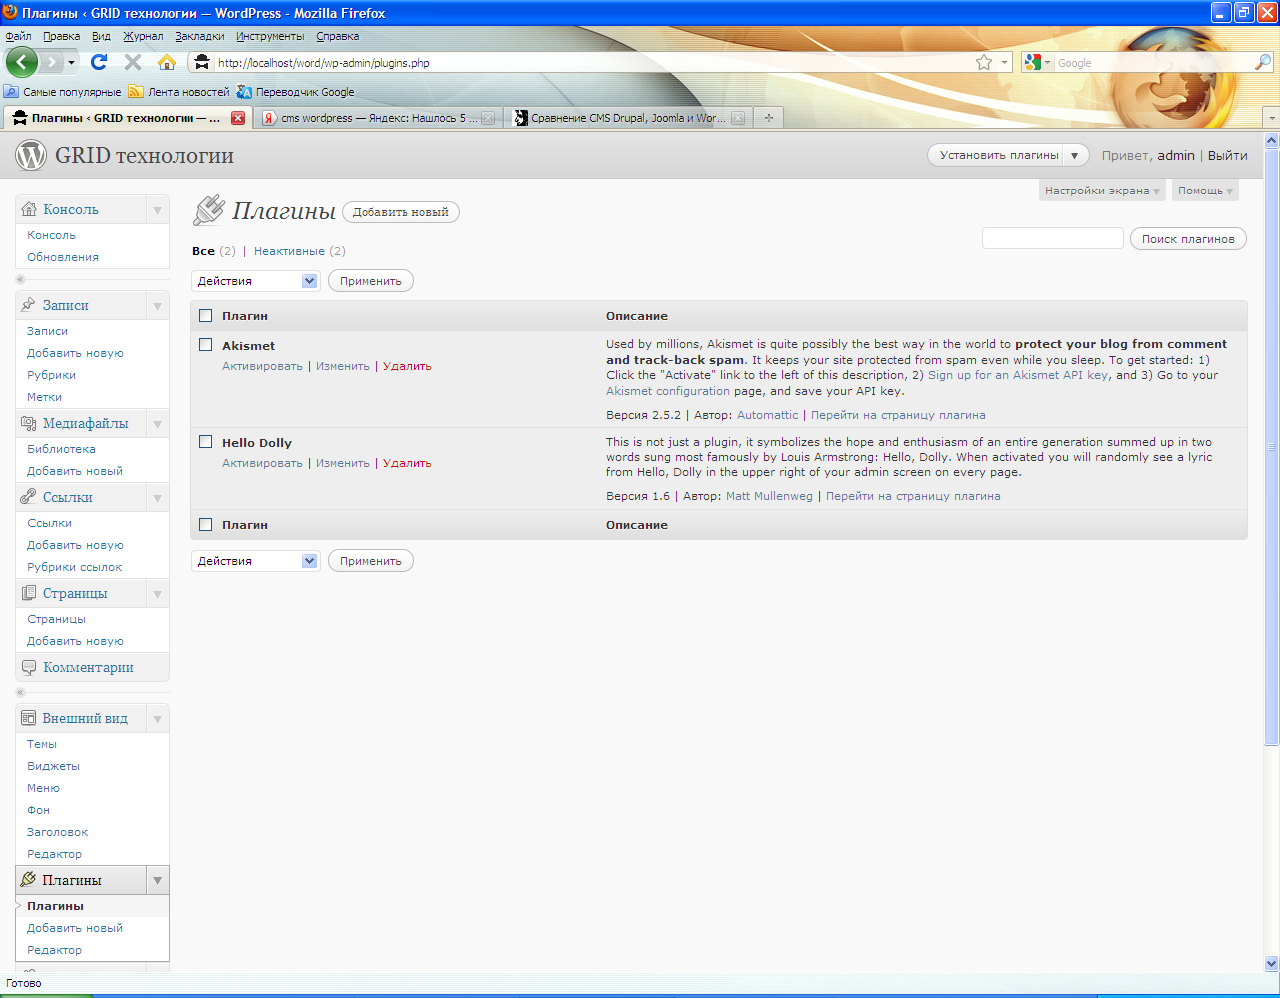 Плагины ‹ GRID технологии — WordPress - Mozilla Firefox
Файл Правка Вид Журнал Закладки Инструменты Справка
http://localhost/word/wp-admin/plugins.php
Google
Самые популярные Лента новостей Переводчик Google
Плагины ‹ GRID технологии — ...
cms wordpress — Яндекс: Нашлось 5 ...
Сравнение CMS Drupal, Joomla и Wor...
GRID технологии
Установить плагины
Привет, admin | Выйти
Настройки экрана
Помощь
Консоль
Консоль
Обновления
Записи
Записи
Добавить новую
Рубрики
Метки
Медиафайлы
Библиотека
Добавить новый
Ссылки
Ссылки
Добавить новую
Рубрики ссылок
Страницы
Страницы
Добавить новую
Комментарии
Внешний вид
Темы
Виджеты
Меню
Фон
Заголовок
Редактор
Плагины
Плагины
Добавить новый
Редактор
Плагины
Добавить новый
Поиск плагинов
Все (2) | Неактивные (2)
Действия Применить
Плагин Описание
Akismet
Активировать | Изменить | Удалить
Used by millions, Akismet is quite possibly the best way in the world to protect your blog from comment
and track-back spam. It keeps your site protected from spam even while you sleep. To get started: 1)
Click the "Activate" link to the left of this description, 2) Sign up for an Akismet API key, and 3) Go to your
Akismet configuration page, and save your API key.
Версия 2.5.2 | Автор: Automattic | Перейти на страницу плагина
Hello Dolly
Активировать | Изменить | Удалить
This is not just a plugin, it symbolizes the hope and enthusiasm of an entire generation summed up in two
words sung most famously by Louis Armstrong: Hello, Dolly. When activated you will randomly see a lyric
from Hello, Dolly in the upper right of your admin screen on every page.
Версия 1.6 | Автор: Matt Mullenweg | Перейти на страницу плагина
Плагин Описание
Действия Применить
Готово